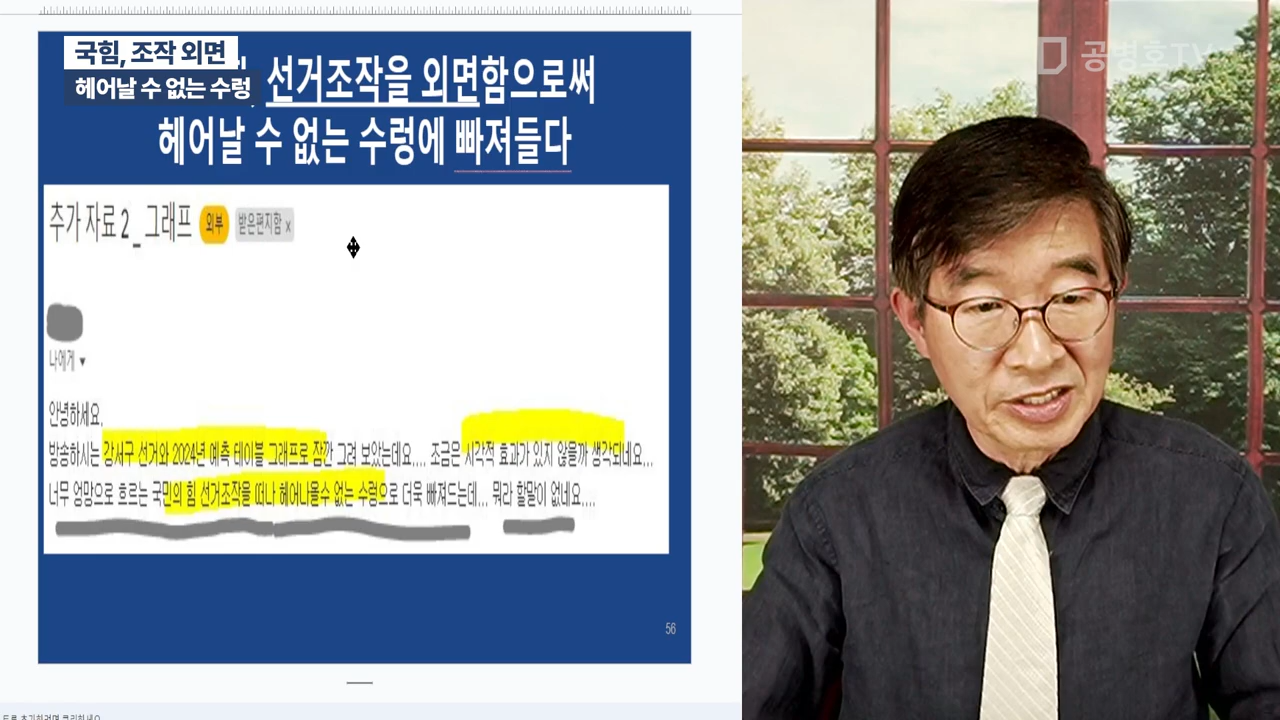 국힘, 조작 외면
헤어날 수 없는 수렁
선거조작을 외면함으로써
헤어날 수 없는 수렁에 빠져들다
추가 자료 2_그래프 외부 받은편지함 x
나에게 ▾
안녕하세요.
방송하시는 강서구 선거와 2024년 예측 테이블 그래프로 잠깐 그려 보았는데요.... 조금은 시각적 효과가 있지 않을까 생각되네요...
너무 엉망으로 흐르는 국민의 힘 선거조작을 떠나 헤어나올수 없는 수렁으로 더욱 빠져드는데... 뭐라 할말이 없네요....
56
공병호TV